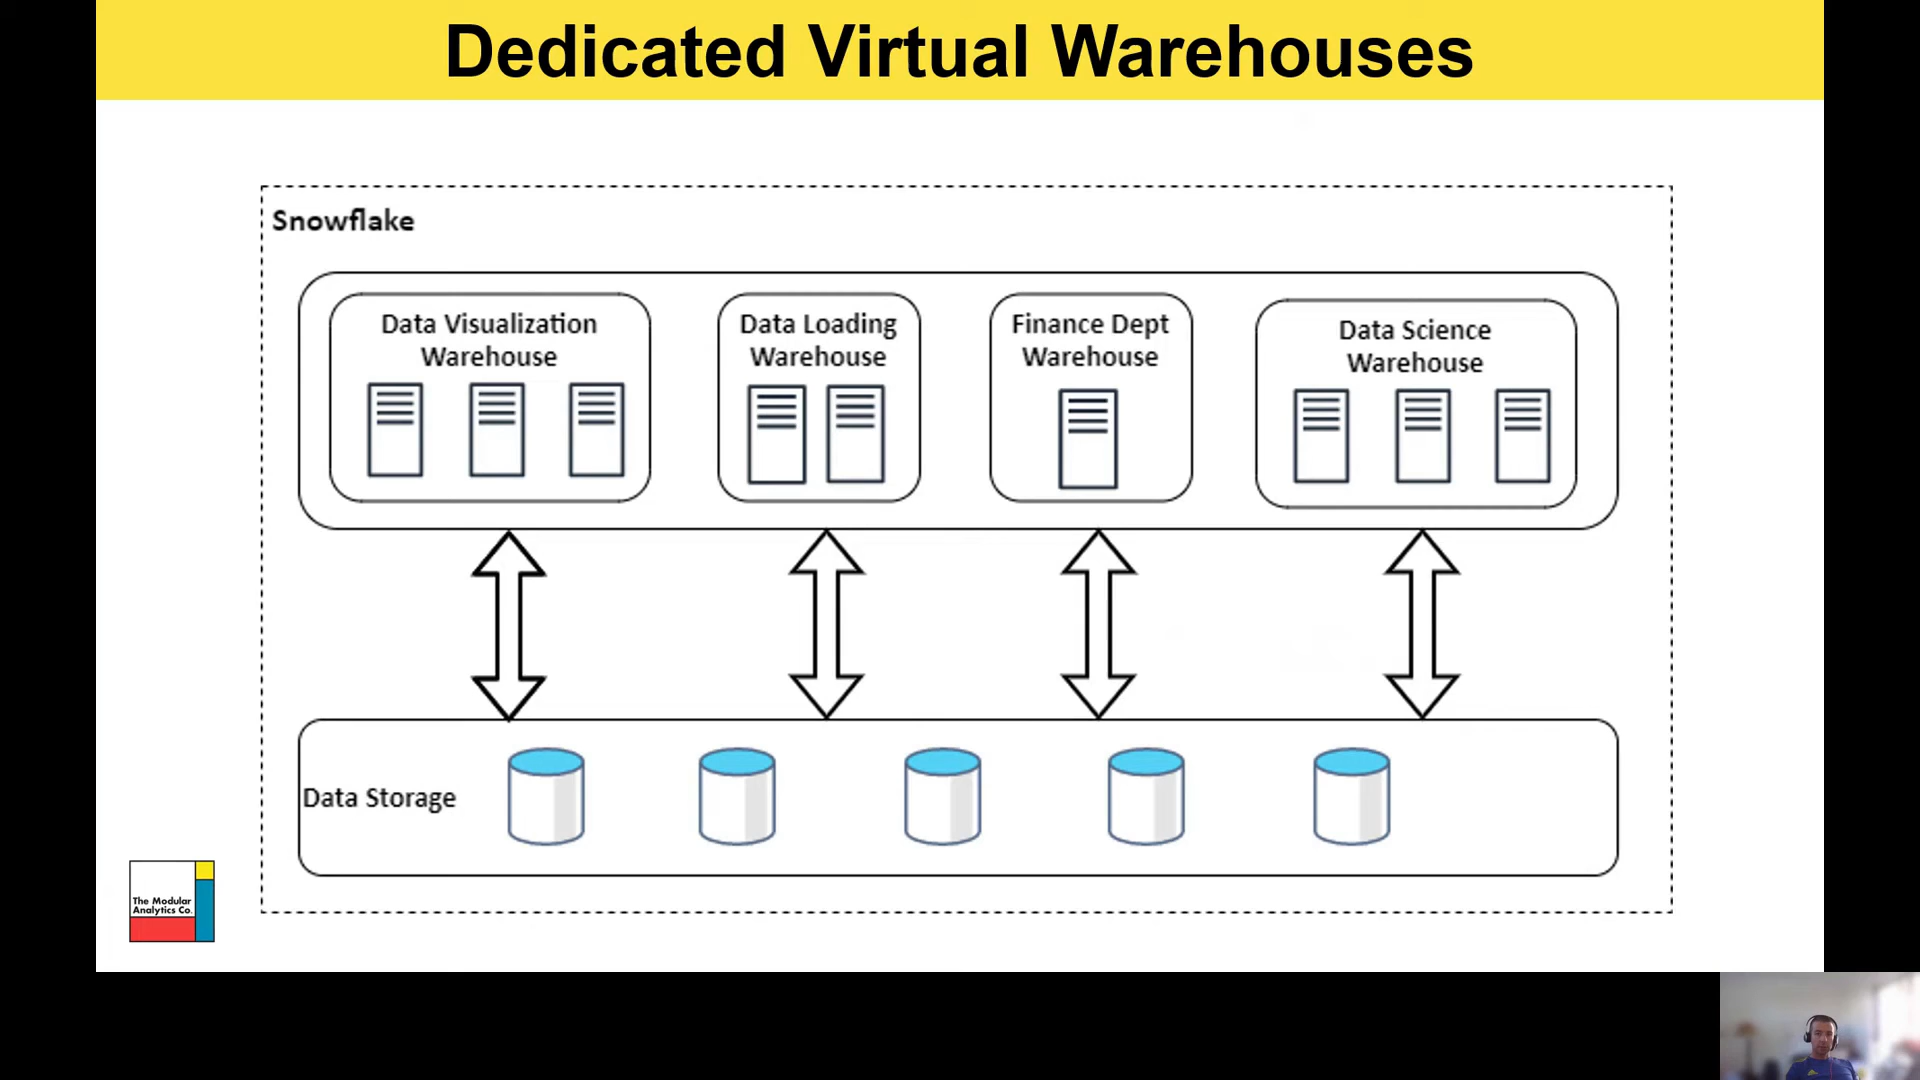 Dedicated Virtual Warehouses
Snowflake
Data Visualization
Warehouse
Data Loading
Warehouse
Finance Dept
Warehouse
Data Science
Warehouse
Data Storage
The Modular
Analytics Co.